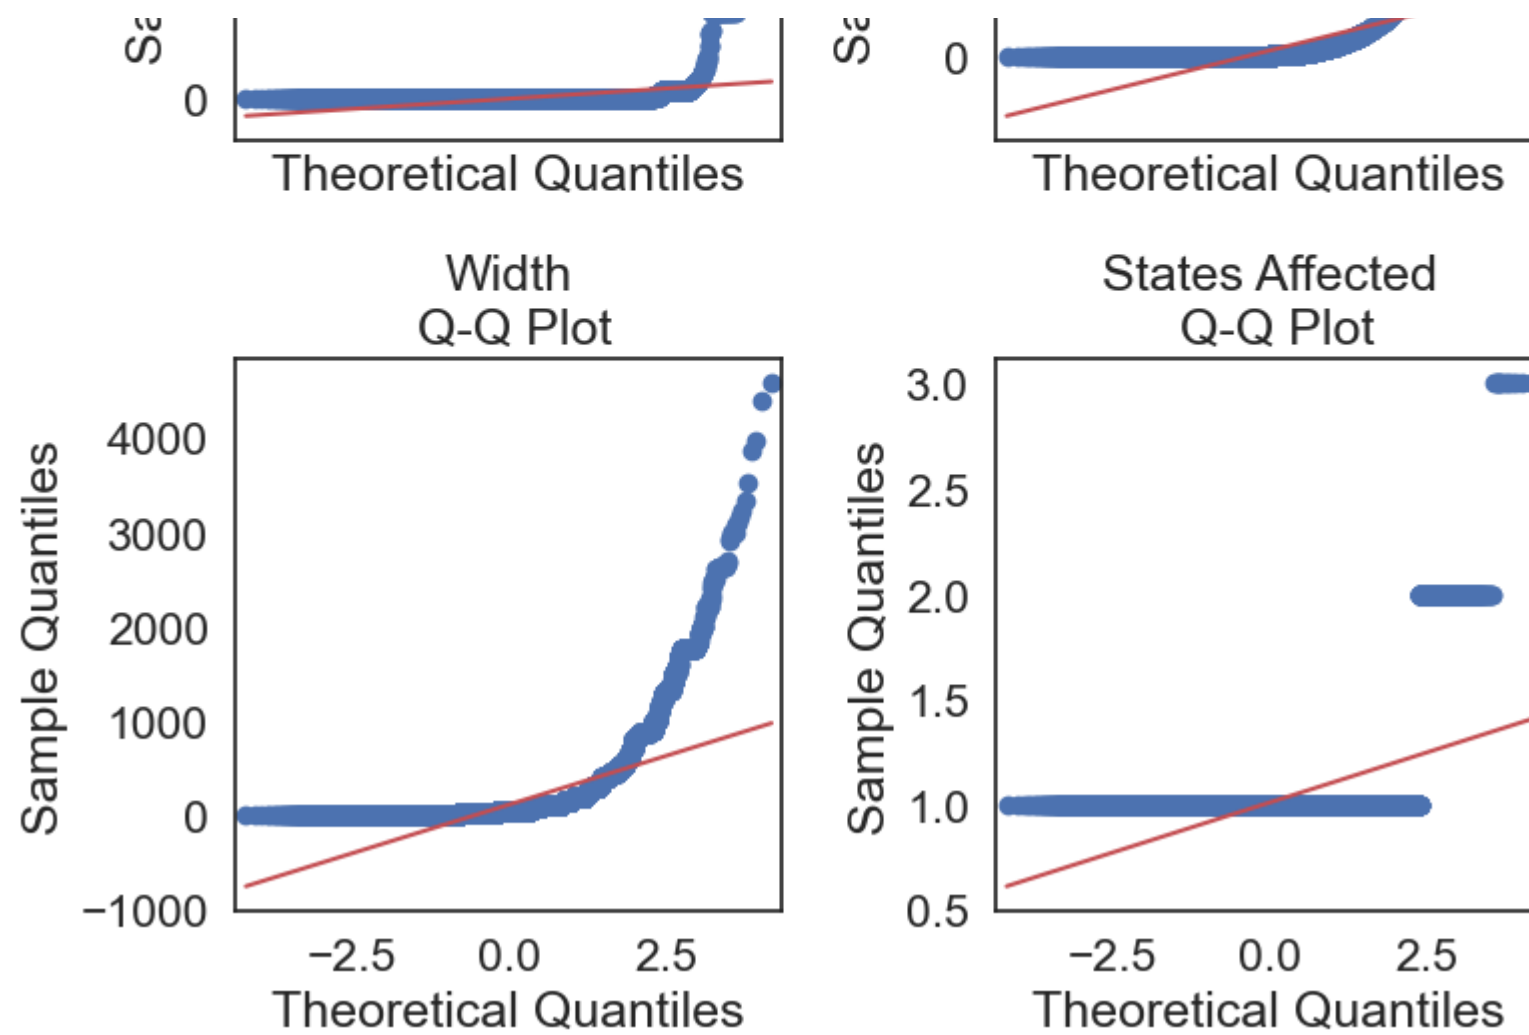 Sa
Sa
0
0
Theoretical Quantiles
Theoretical Quantiles
Width
Q-Q Plot
States Affected
Q-Q Plot
Sample Quantiles
4000
3000
2000
1000
0
−1000
−2.5 0.0 2.5
Theoretical Quantiles
Sample Quantiles
3.0
2.5
2.0
1.5
1.0
0.5
−2.5 0.0 2.5
Theoretical Quantiles